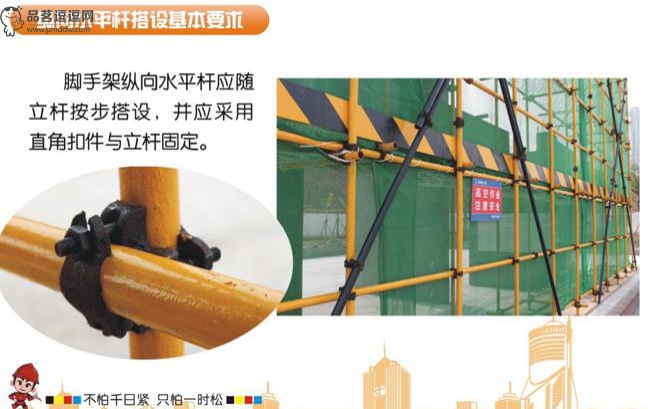 品茗逗逗网
www.pmddw.com
纵向水平杆搭设基本要求
脚手架纵向水平杆应随
立杆按步搭设，并应采用
直角扣件与立杆固定。
高空作业
注意安全
不怕千日紧 只怕一时松